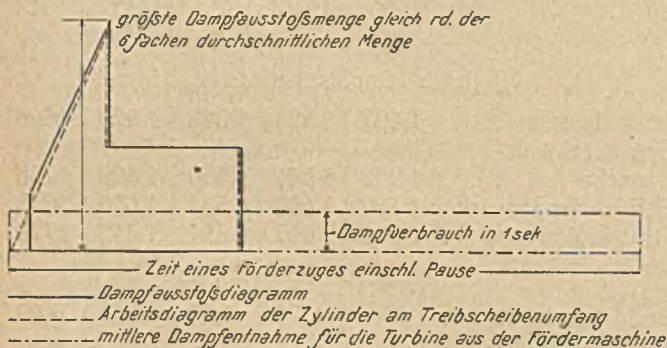 größte Dampfausstoßmenge gleich rd. der
6fachen durchschnittlichen Menge
Dampfverbrauch in 1sek
Zeit eines Förderzuges einschl. Pause
Dampfausstoßdiagramm
Arbeitsdiagramm der Zylinder am Treibscheibenumfang
mittlere Dampfentnahme für die Turbine aus der Fördermaschine